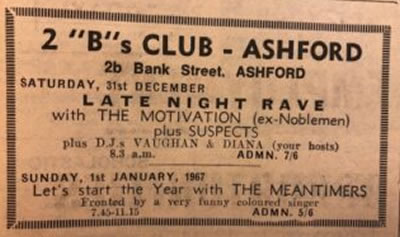 2 "B"s CLUB - ASHFORD
2b Bank Street, ASHFORD
SATURDAY, 31st DECEMBER
LATE NIGHT RAVE
with THE MOTIVATION (ex-Noblemen)
plus SUSPECTS
plus D.J.s VAUGHAN & DIANA (your hosts)
8.3 a.m. ADMN. 7/6
SUNDAY, 1st JANUARY, 1967
Let's start the Year with THE MEANTIMERS
Fronted by a very funny coloured singer
7.45-11.15 ADMN. 5/6